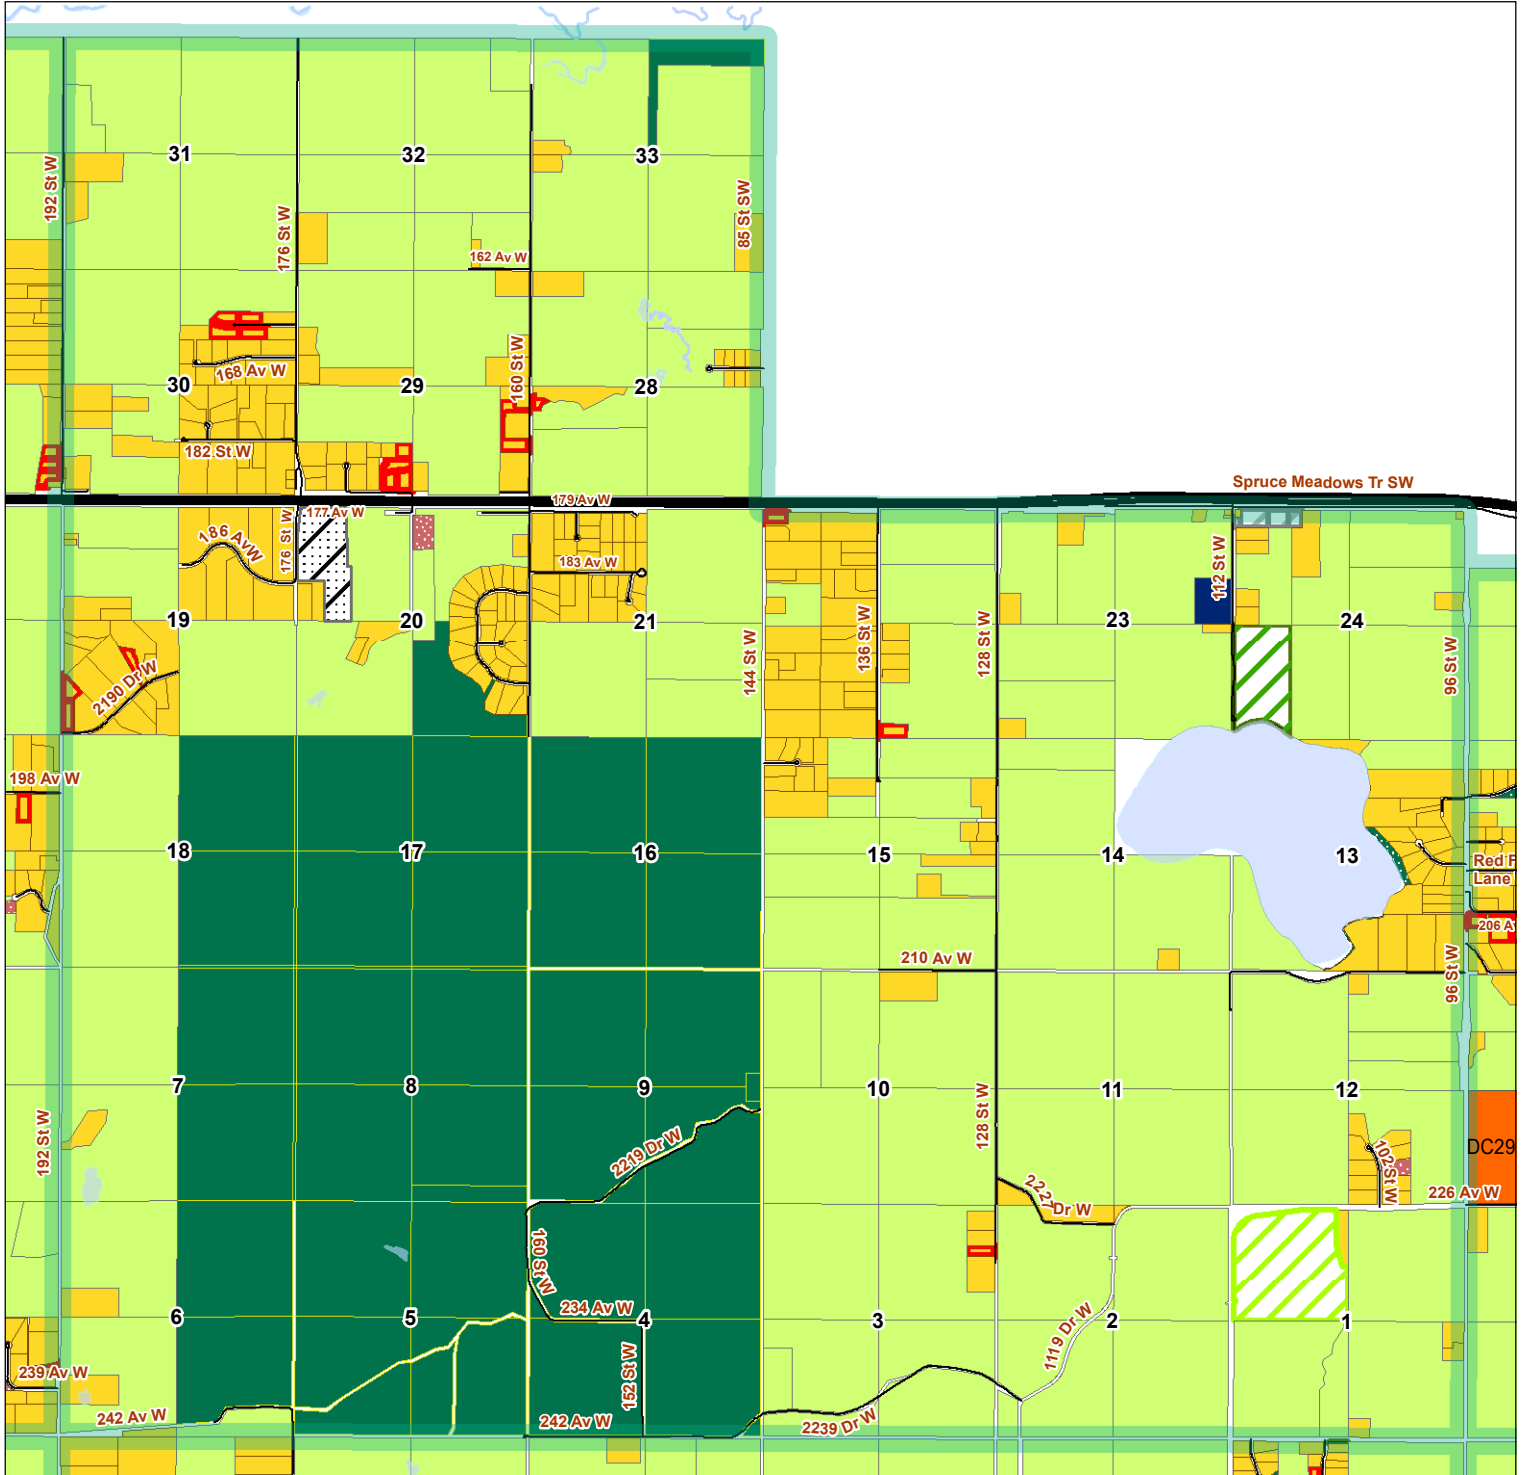 31
32
33
192 St W
176 St W
85 St SW
162 Av W
168 Av W
160 St W
30
29
28
182 St W
179 Av W
Spruce Meadows Tr SW
177 Av W
176 St W
186 Av W
183 Av W
112 St W
19
20
21
23
24
144 St W
136 St W
128 St W
96 St W
2190 Dr W
198 Av W
18
17
16
15
14
13
Red F
Lane
206 A
210 Av W
96 St W
7
8
9
10
11
12
192 St W
2219 Dr W
128 St W
102 St W
DC29
2227 Dr W
226 Av W
160 St W
234 Av W
6
5
4
3
2
1
1119 Dr W
239 Av W
152 St W
242 Av W
242 Av W
2239 Dr W